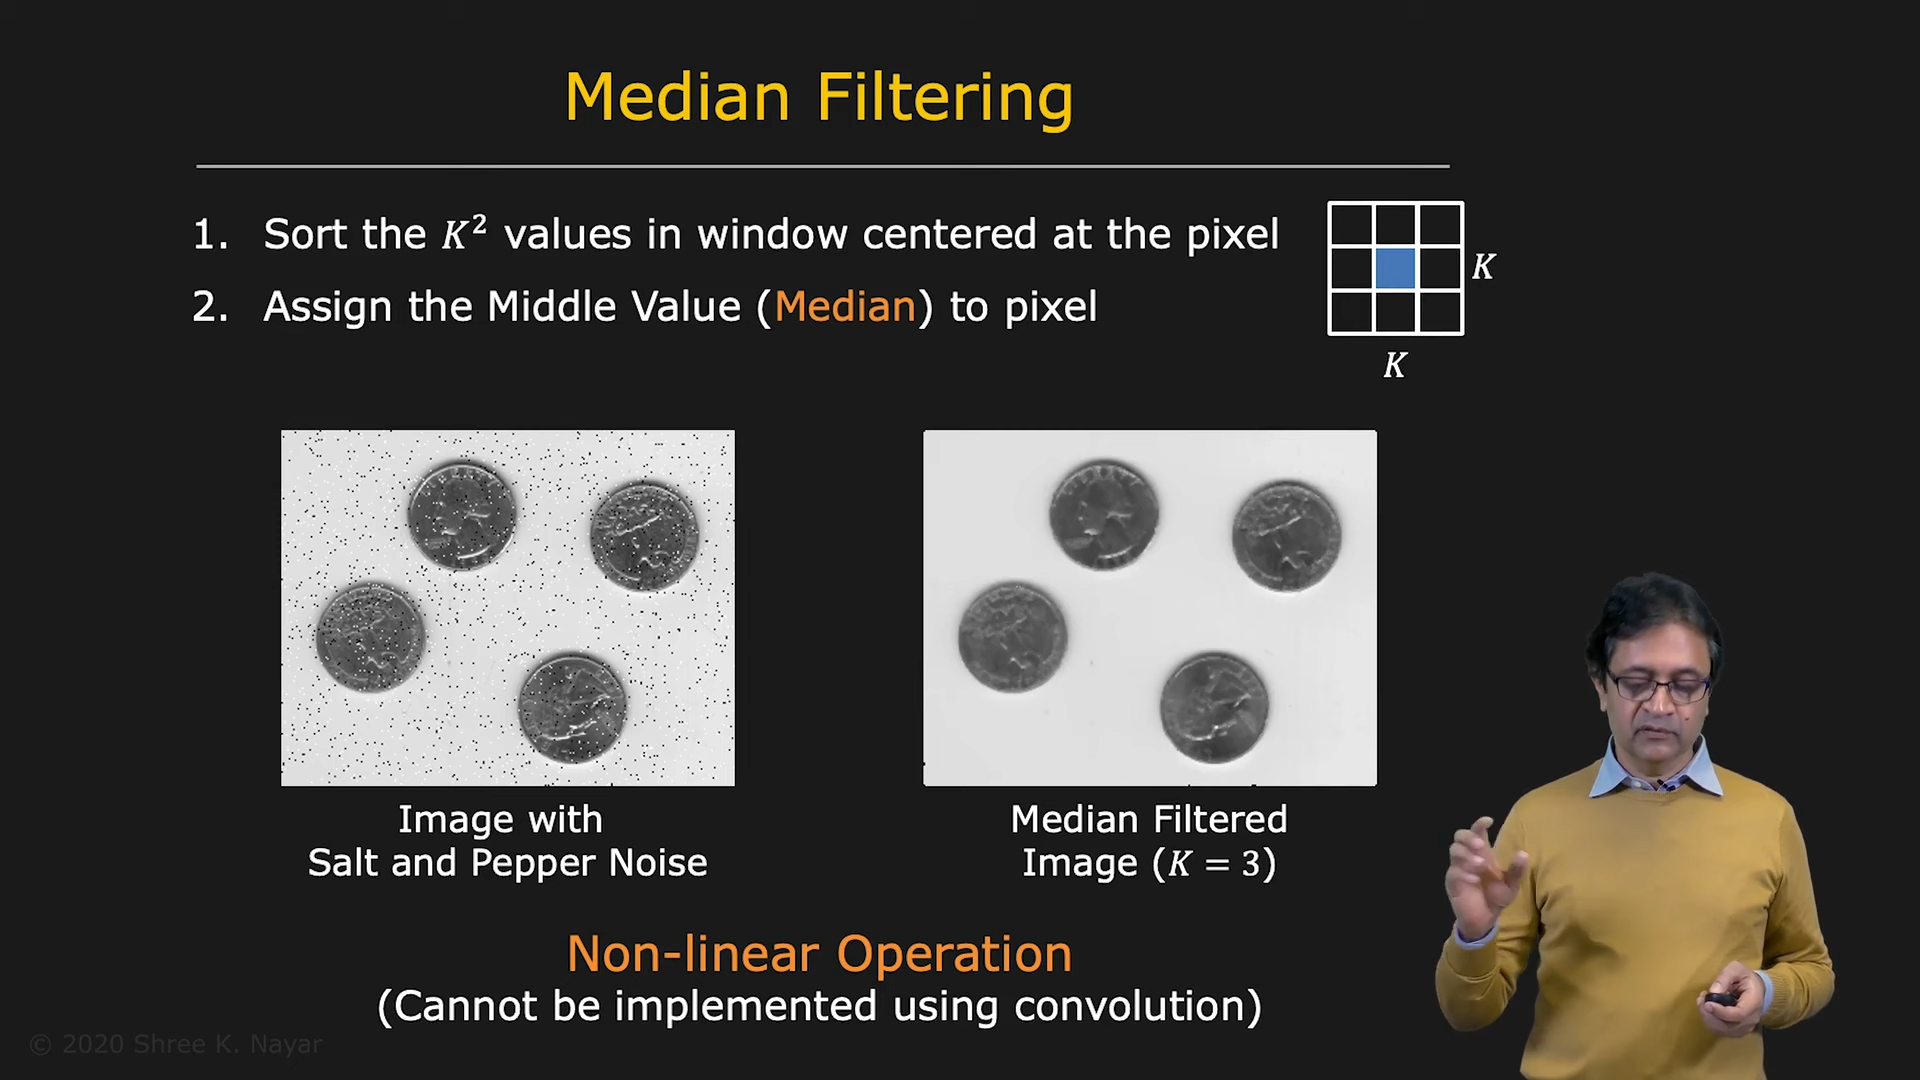 Median Filtering
1. Sort the K² values in window centered at the pixel
2. Assign the Middle Value (Median) to pixel
K
K
Image with
Salt and Pepper Noise
Median Filtered
Image (K = 3)
Non-linear Operation
(Cannot be implemented using convolution)
© 2020 Shree K. Nayar